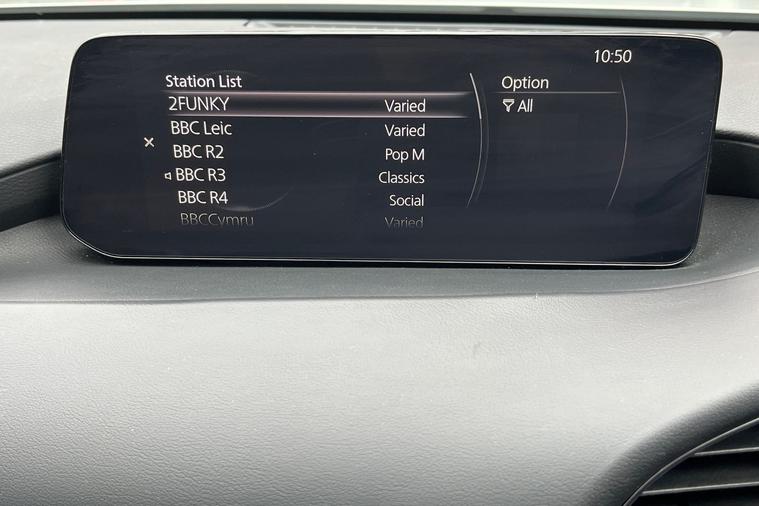 10:50
Station List
Option
2FUNKY Varied
All
BBC Leic Varied
BBC R2 Pop M
BBC R3 Classics
BBC R4 Social
BBCCymru Varied